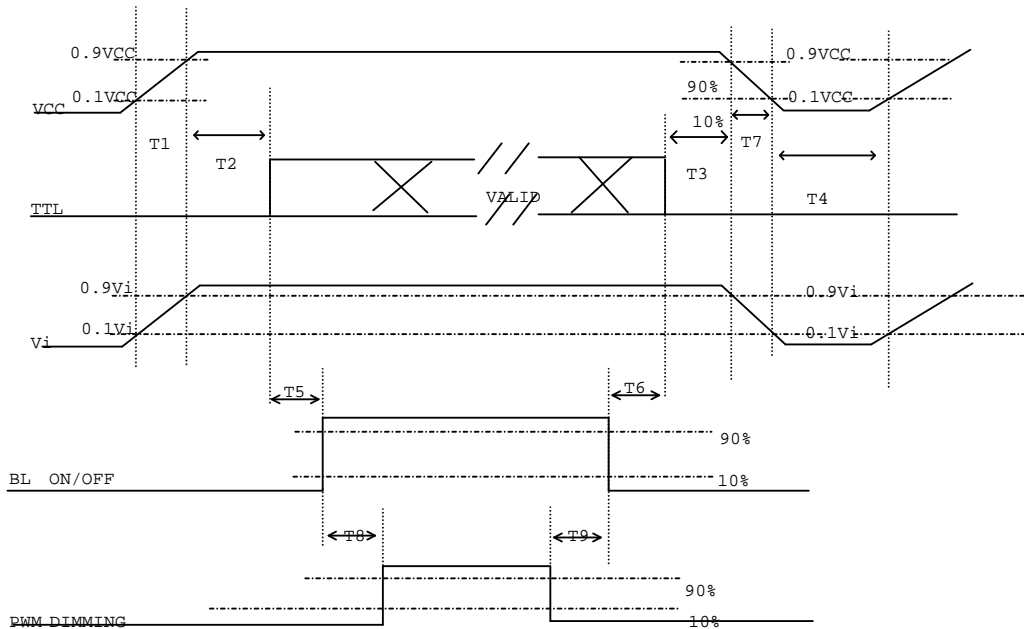 0.9VCC
0.9VCC
90%
0.1VCC
0.1VCC
VCC
10%
T1
T2
T3
T7
T4
VALID
TTL
0.9Vi
0.9Vi
0.1Vi
0.1Vi
Vi
T5
T6
90%
BL ON/OFF
10%
T8
T9
90%
PWM DIMMING
10%